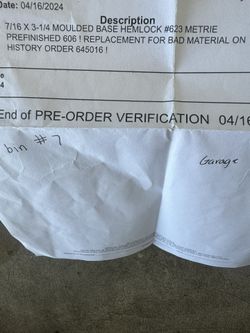 Date: 04/16/2024
Description
7/16 X 3-1/4 MOULDED BASE HEMLOCK #623 METRIE
PREFINISHED 606 ! REPLACEMENT FOR BAD MATERIAL ON
HISTORY ORDER 645016 !
End of PRE-ORDER VERIFICATION 04/16
bin #7
Garage